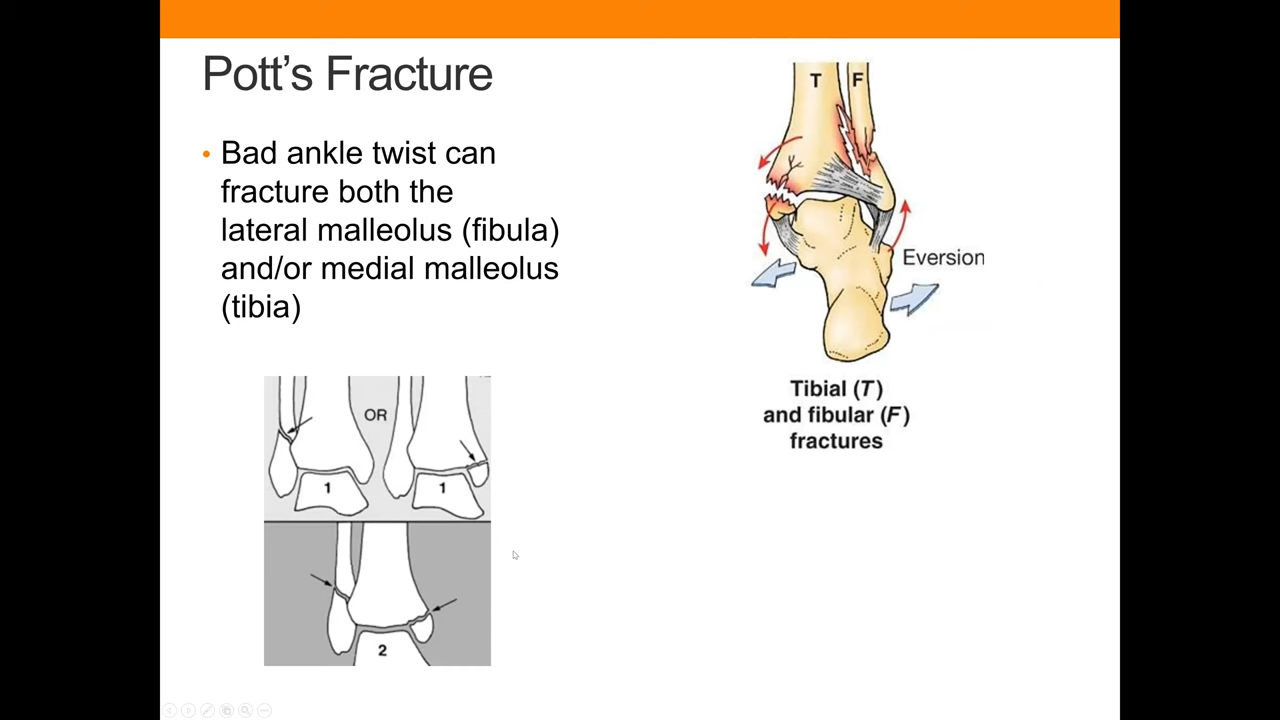 Pott's Fracture
• Bad ankle twist can
fracture both the
lateral malleolus (fibula)
and/or medial malleolus
(tibia)
T F
Eversion
Tibial (T)
and fibular (F)
fractures
OR
1 1
2